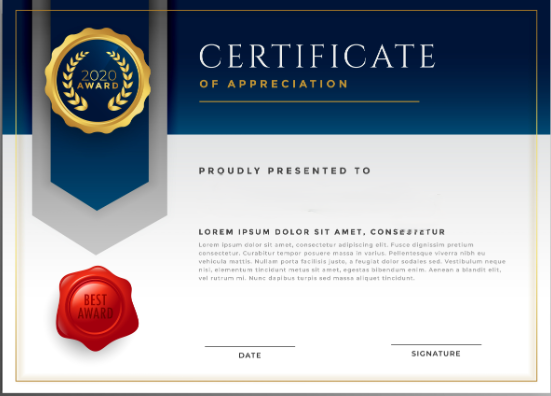 CERTIFICATE
OF APPRECIATION
2020
AWARD
PROUDLY PRESENTED TO
LOREM IPSUM DOLOR SIT AMET, CONSECTETUR
Lorem ipsum dolor sit amet, consectetur adipiscing elit. Fusce dignissim pretium
consectetur. Curabitur tempor posuere massa in varius. Pellentesque viverra nibh eu
vehicula mattis. Nullam porta facilisis justo, a feugiat dolor sodales sed. Vestibulum neque
nisi, elementum tincidunt metus sit amet, egestas bibendum enim. Aenean a blandit elit,
vel rutrum mi. Nunc dapibus turpis sed massa aliquet tincidunt.
BEST
AWARD
DATE
SIGNATURE